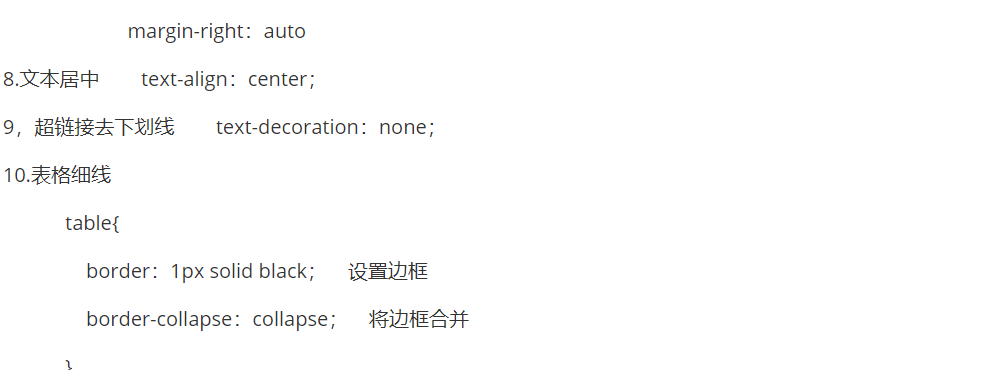 margin-right：auto
8.文本居中 text-align：center；
9，超链接去下划线 text-decoration：none；
10.表格细线
table{
border：1px solid black； 设置边框
border-collapse：collapse； 将边框合并
}